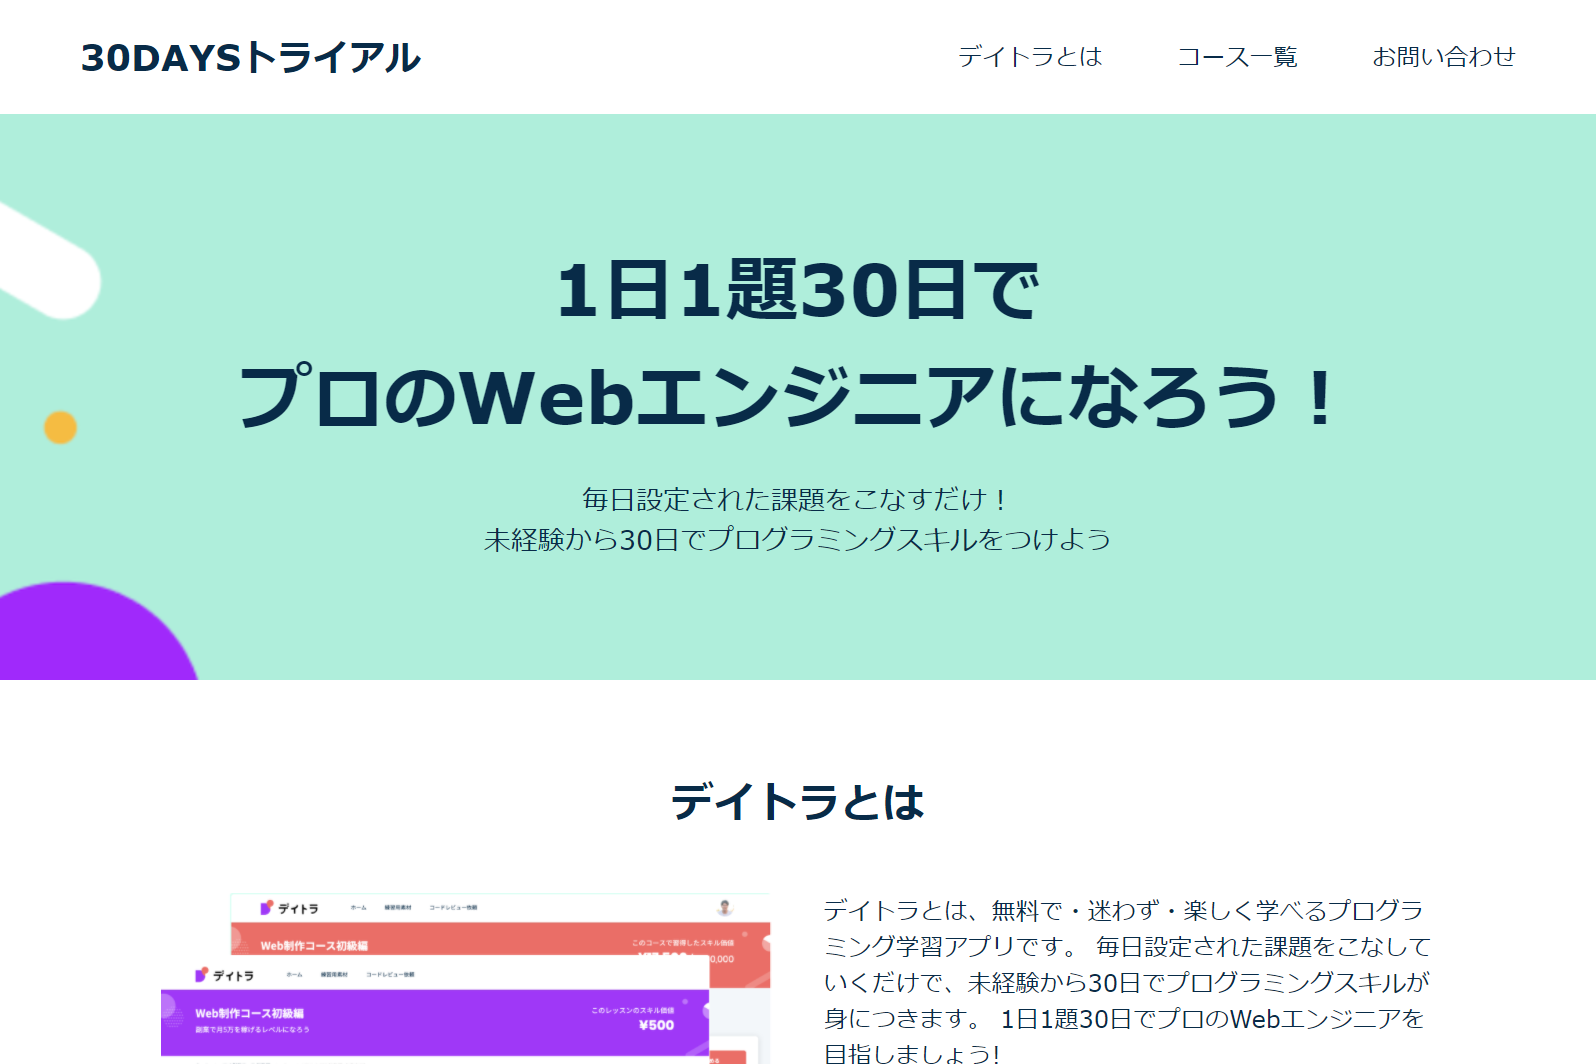 30DAYSトライアル
デイトラとは
コース一覧
お問い合わせ
1日1題30日で
プロのWebエンジニアになろう！
毎日設定された課題をこなすだけ！
未経験から30日でプログラミングスキルをつけよう
デイトラとは
デイトラ
ホーム
練習用素材
コードレビュー依頼
Web制作コース初級編
このコースで習得したスキル価値
デイトラ
ホーム
練習用素材
コードレビュー依頼
Web制作コース初級編
副業で月5万を稼げるレベルになろう
このレッスンのスキル価値
¥500
デイトラとは、無料で・迷わず・楽しく学べるプログラ
ミング学習アプリです。 毎日設定された課題をこなして
いくだけで、未経験から30日でプログラミングスキルが
身につきます。 1日1題30日でプロのWebエンジニアを
目指しましょう!